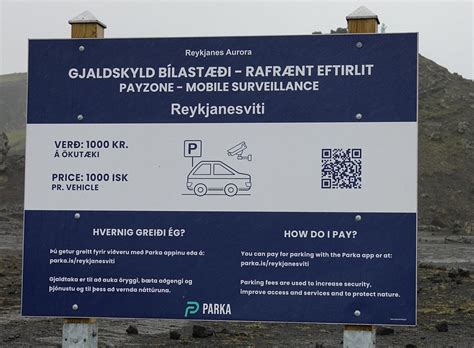 Reykjanes Aurora
GJALDSKYLD BÍLASTÆÐI - RAFRÆNT EFTIRLIT
PAYZONE - MOBILE SURVEILLANCE
Reykjanesviti
VERÐ: 1000 KR.
Á ÖKUTÆKI
PRICE: 1000 ISK
PR. VEHICLE
P
HVERNIG GREIÐI ÉG?
Þú getur greitt fyrir viðveru með Parka appinu eða á:
parka.is/reykjanesviti
Gjaldtaka er til að auka öryggi, bæta aðgengi og
þjónustu og til þess að vernda náttúruna.
HOW DO I PAY?
You can pay for parking with the Parka app or at:
parka.is/reykjanesviti
Parking fees are used to increase security,
improve access and services and to protect nature.
PARKA